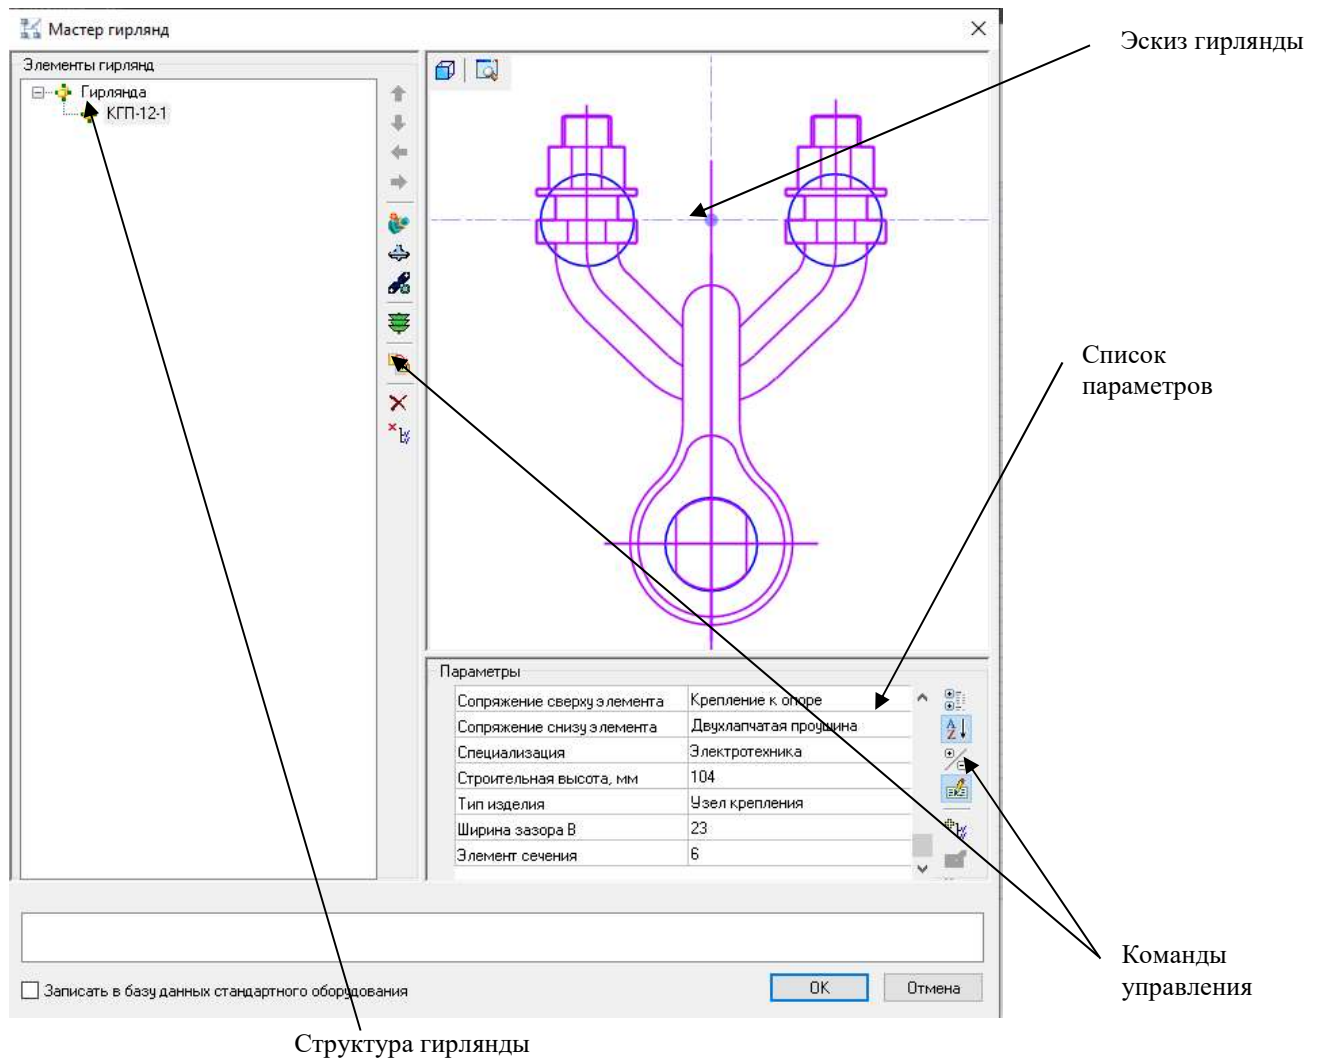 Мастер гирлянд
Эскиз гирлянды
Элементы гирлянд
Гирлянда
КГП-12-1
Список
параметров
Параметры
Сопряжение сверху элемента Крепление к опоре
Сопряжение снизу элемента Двухлапчатая проушина
Специализация Электротехника
Строительная высота, мм 104
Тип изделия Узел крепления
Ширина зазора В 23
Элемент сечения 6
Команды
управления
Записать в базу данных стандартного оборудования
OK Отмена
Структура гирлянды